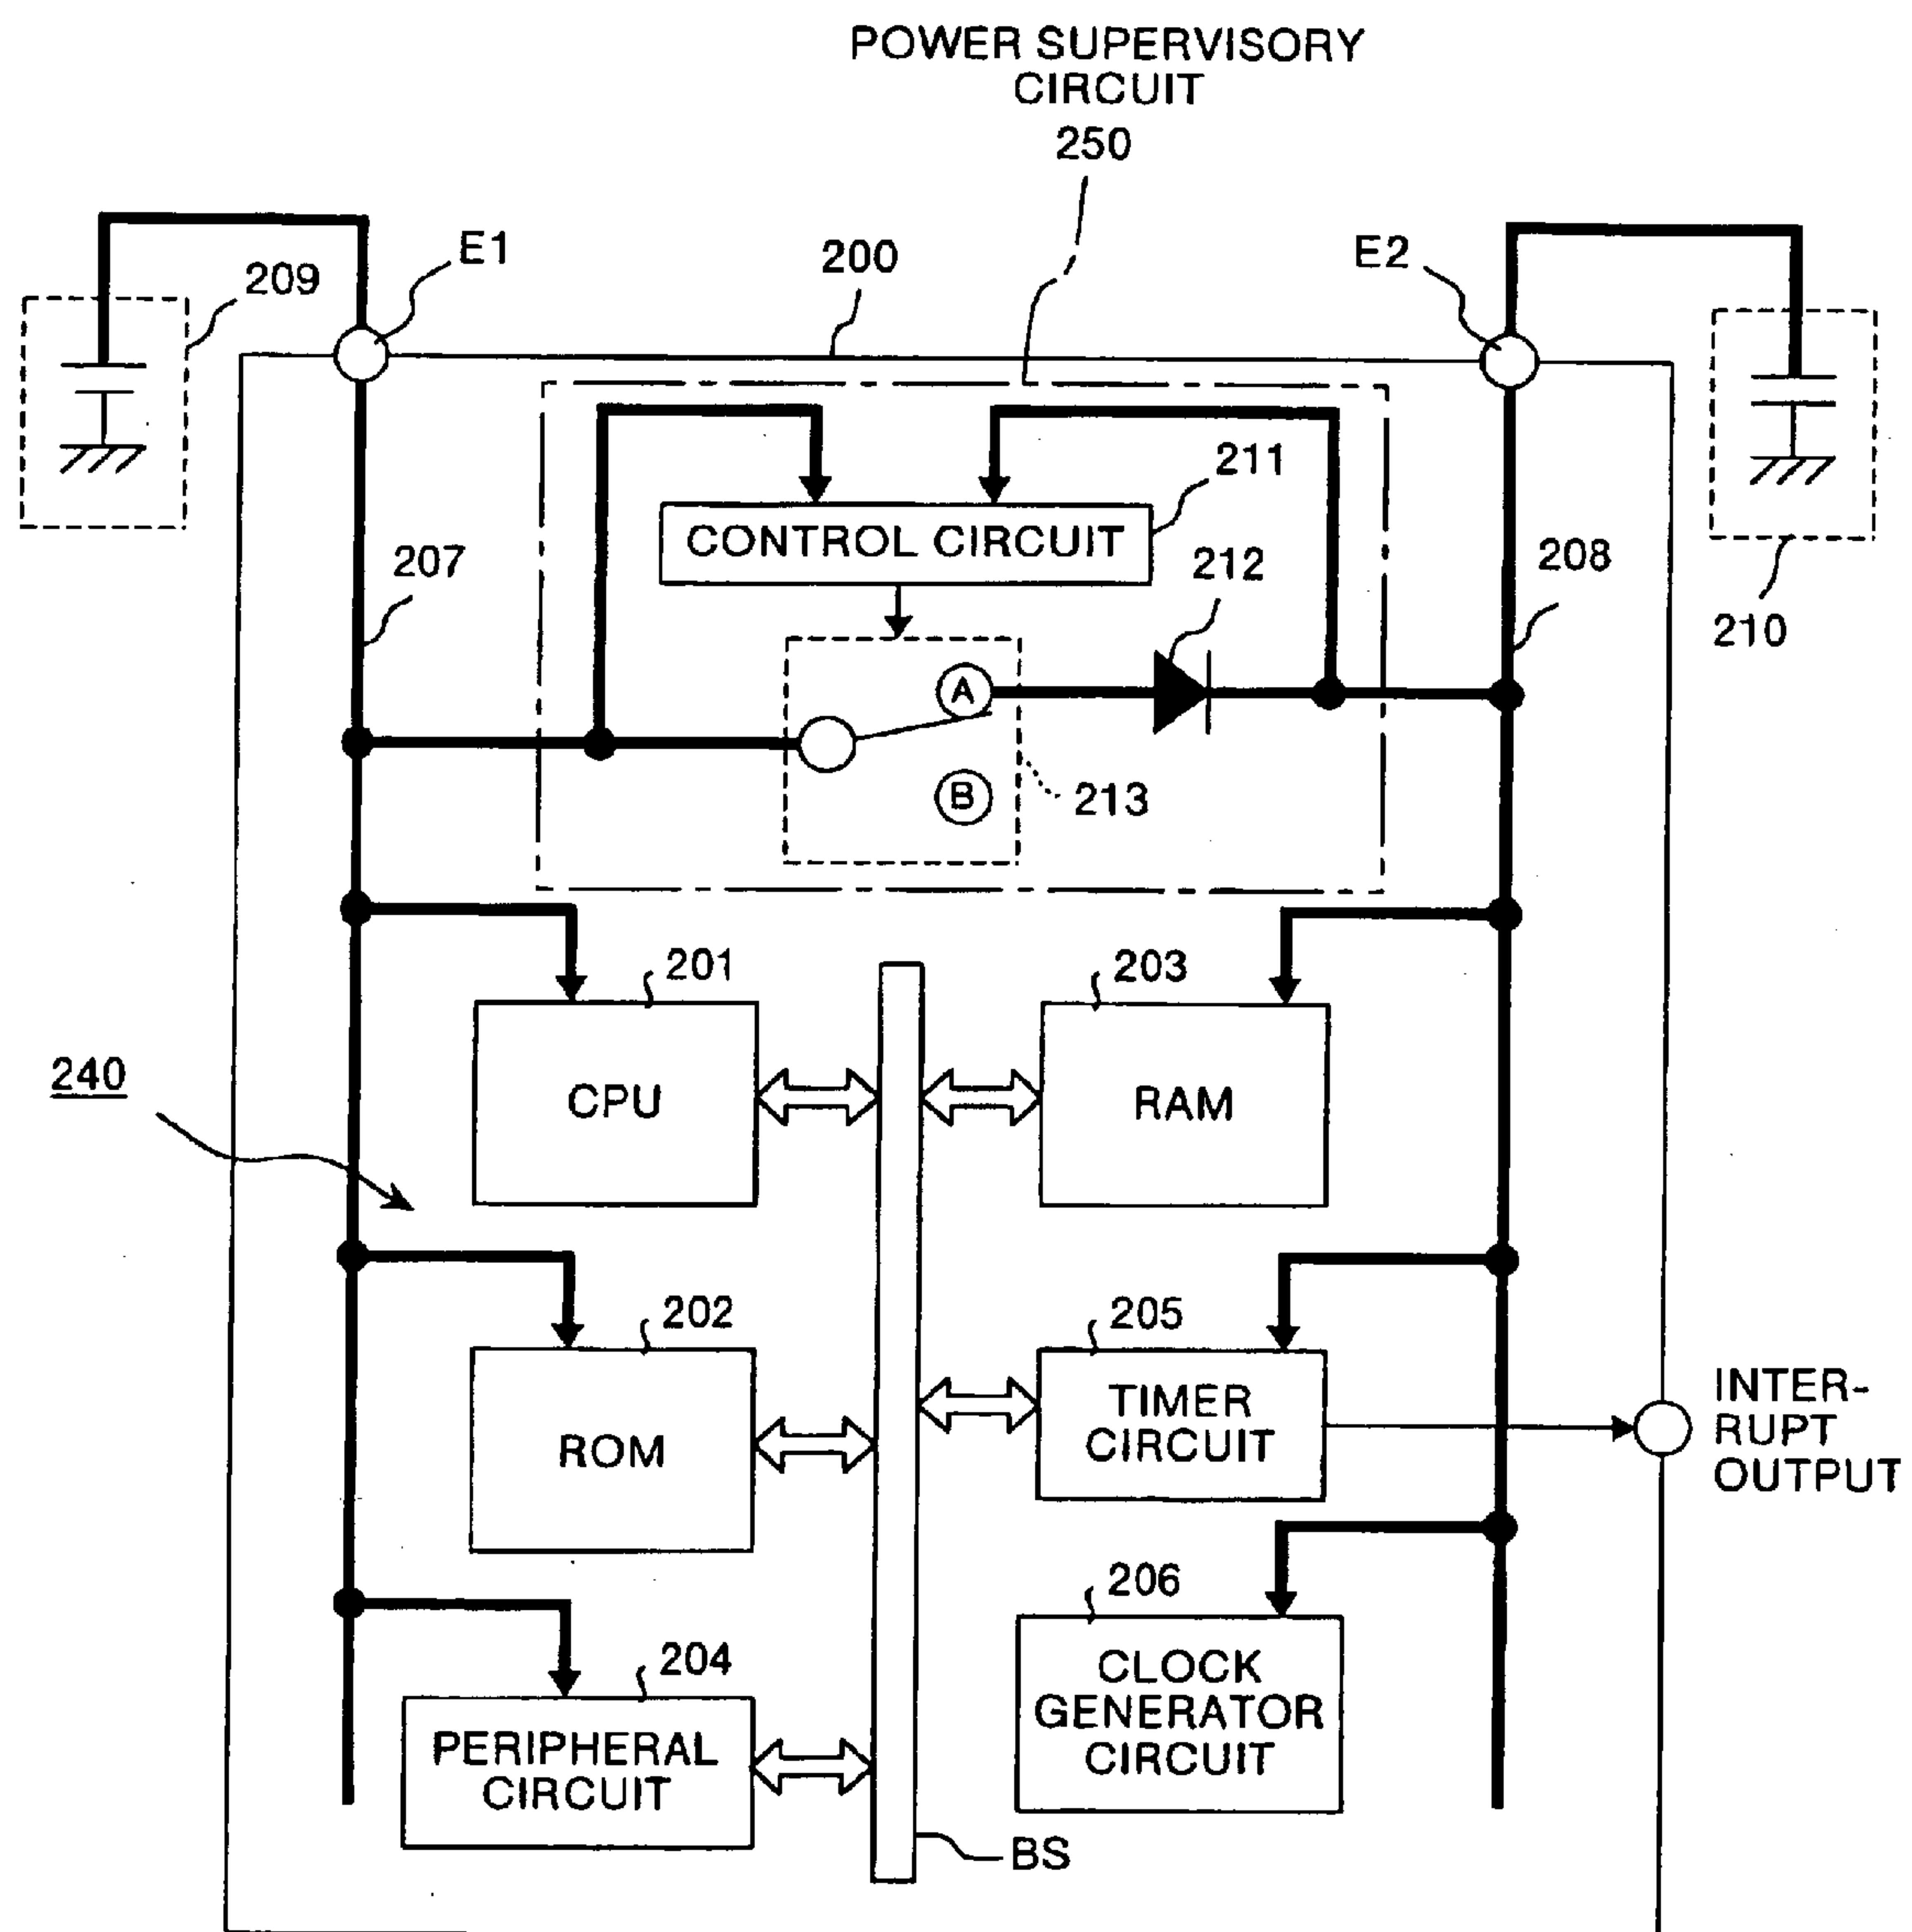 POWER SUPERVISORY
CIRCUIT
250
E1
200
E2
209
211
CONTROL CIRCUIT
207
212
208
210
A
B
213
201
203
240
CPU
RAM
202
205
ROM
TIMER
CIRCUIT
INTER-
RUPT
OUTPUT
206
204
CLOCK
GENERATOR
CIRCUIT
PERIPHERAL
CIRCUIT
BS